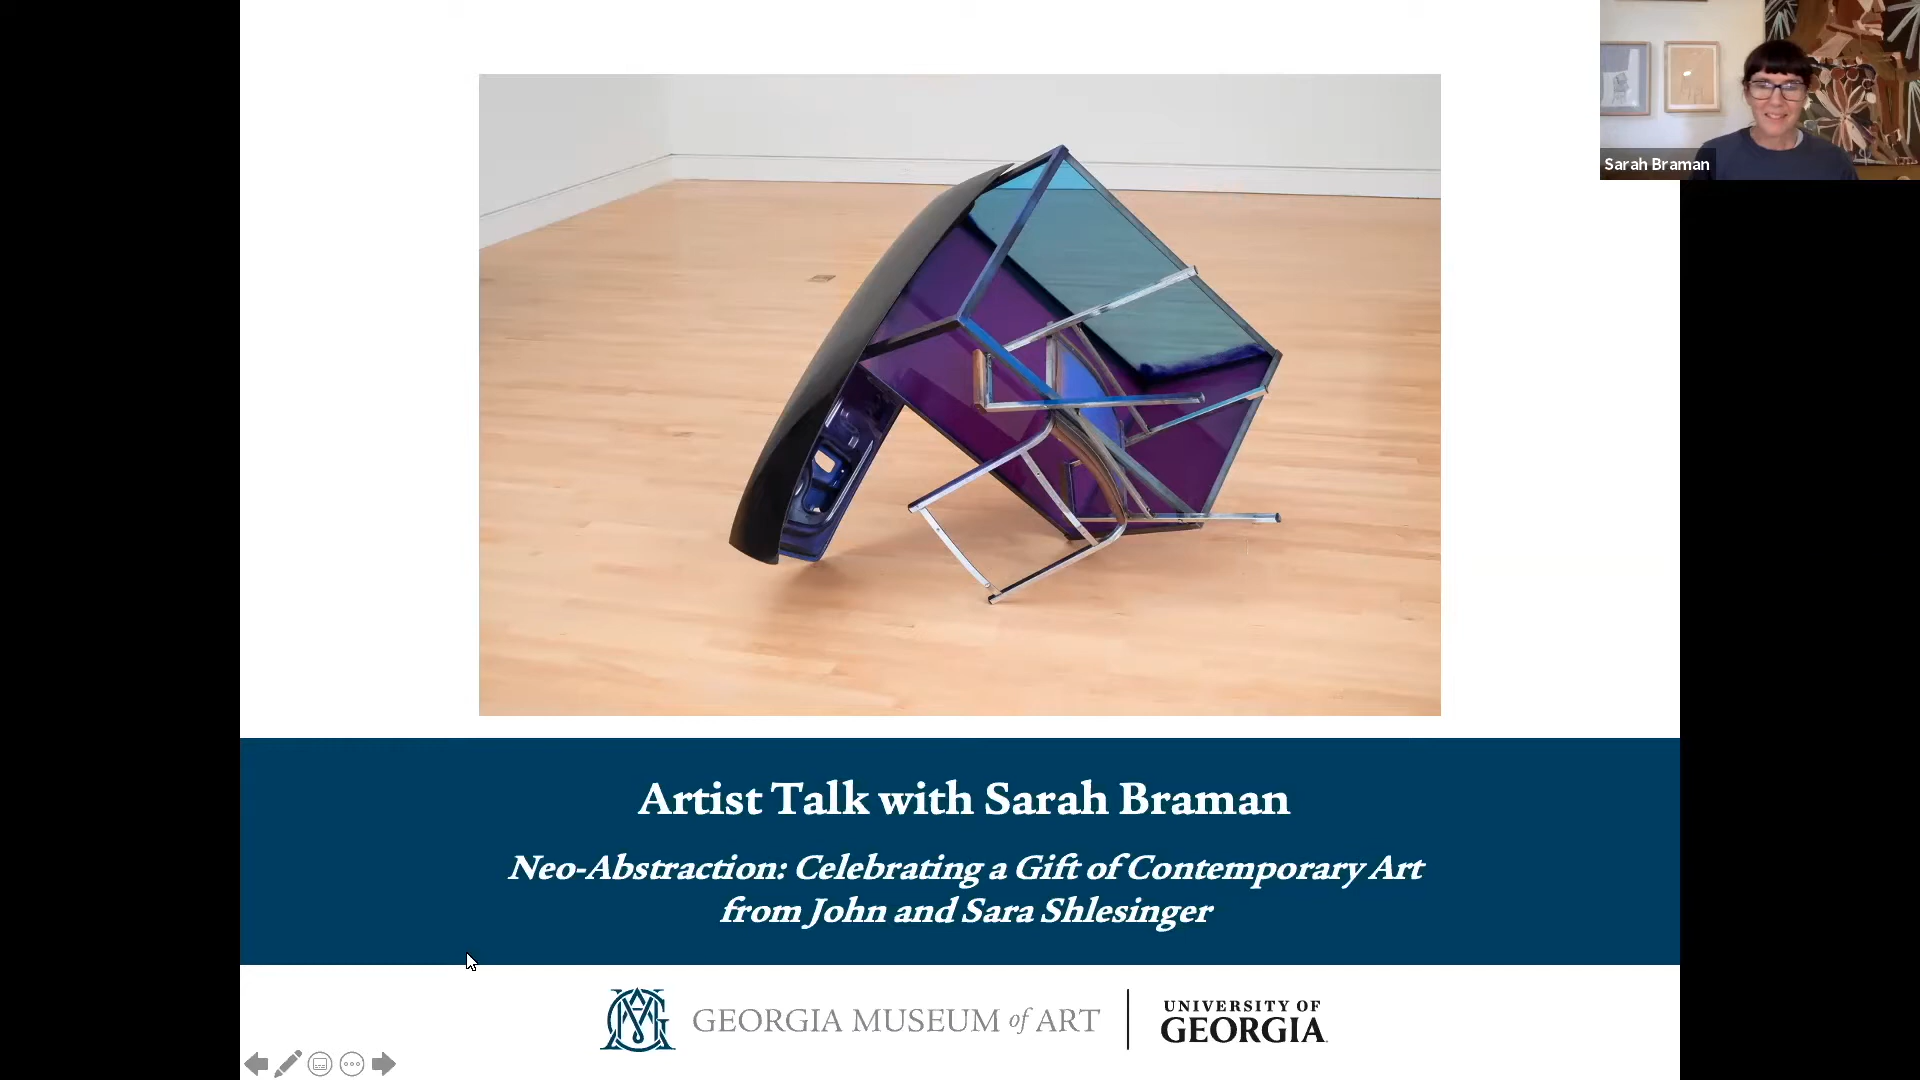 Sarah Braman
Artist Talk with Sarah Braman
Neo-Abstraction: Celebrating a Gift of Contemporary Art
from John and Sara Shlesinger
GEORGIA MUSEUM of ART
UNIVERSITY OF
GEORGIA